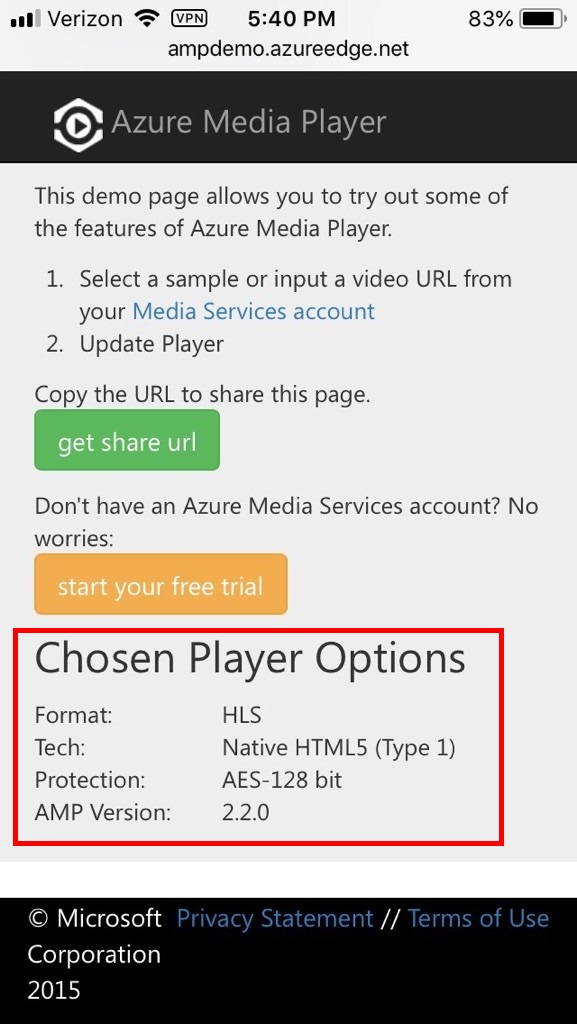 Verizon VPN 5:40 PM 83%
ampdemo.azureedge.net
Azure Media Player
This demo page allows you to try out some of
the features of Azure Media Player.
1. Select a sample or input a video URL from
your Media Services account
2. Update Player
Copy the URL to share this page.
get share url
Don't have an Azure Media Services account? No
worries:
start your free trial
Chosen Player Options
Format: HLS
Tech: Native HTML5 (Type 1)
Protection: AES-128 bit
AMP Version: 2.2.0
© Microsoft Privacy Statement // Terms of Use
Corporation
2015